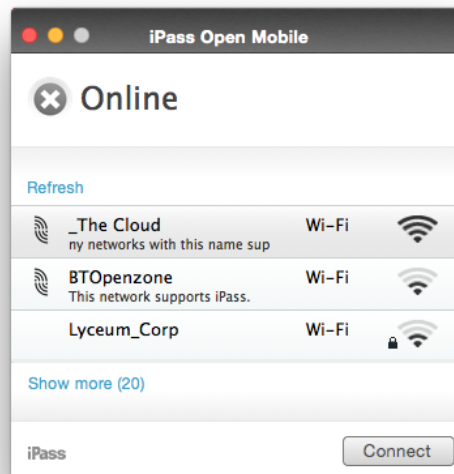 iPass Open Mobile
Online
Refresh
_The Cloud Wi-Fi
ny networks with this name sup
BTOpenzone Wi-Fi
This network supports iPass.
Lyceum_Corp Wi-Fi
Show more (20)
iPass Connect